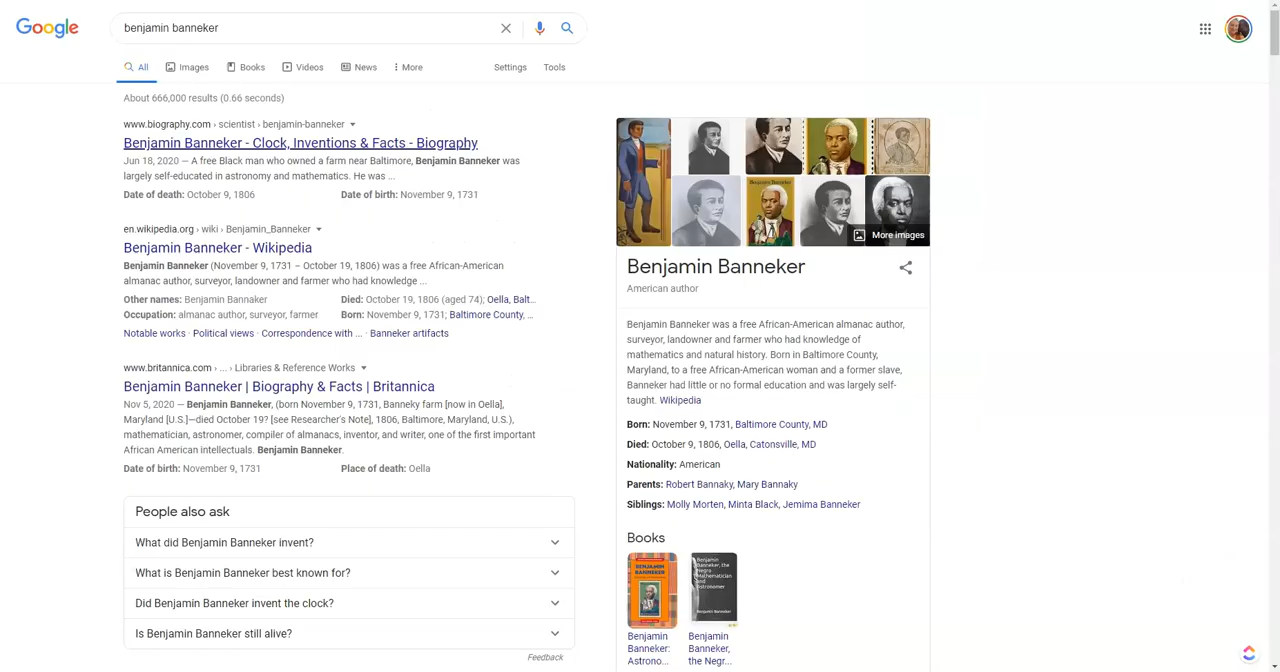 Google
benjamin banneker
All Images Books Videos News More Settings Tools
About 666,000 results (0.66 seconds)
www.biography.com › scientist › benjamin-banneker
Benjamin Banneker - Clock, Inventions & Facts - Biography
Jun 18, 2020 — A free Black man who owned a farm near Baltimore, Benjamin Banneker was
largely self-educated in astronomy and mathematics. He was ...
Date of death: October 9, 1806 Date of birth: November 9, 1731
en.wikipedia.org › wiki › Benjamin_Banneker
Benjamin Banneker - Wikipedia
Benjamin Banneker (November 9, 1731 – October 19, 1806) was a free African-American
almanac author, surveyor, landowner and farmer who had knowledge ...
Other names: Benjamin Bannaker Died: October 19, 1806 (aged 74); Oella, Balt...
Occupation: almanac author, surveyor, farmer Born: November 9, 1731; Baltimore County, ...
Notable works · Political views · Correspondence with ... · Banneker artifacts
www.britannica.com › ... › Libraries & Reference Works
Benjamin Banneker | Biography & Facts | Britannica
Nov 5, 2020 — Benjamin Banneker, (born November 9, 1731, Banneky farm [now in Oella],
Maryland [U.S.]—died October 19? [see Researcher's Note], 1806, Baltimore, Maryland, U.S.),
mathematician, astronomer, compiler of almanacs, inventor, and writer, one of the first important
African American intellectuals. Benjamin Banneker.
Date of birth: November 9, 1731 Place of death: Oella
People also ask
What did Benjamin Banneker invent?
What is Benjamin Banneker best known for?
Did Benjamin Banneker invent the clock?
Is Benjamin Banneker still alive?
Feedback
More images
Benjamin Banneker
American author
Benjamin Banneker was a free African-American almanac author,
surveyor, landowner and farmer who had knowledge of
mathematics and natural history. Born in Baltimore County,
Maryland, to a free African-American woman and a former slave,
Banneker had little or no formal education and was largely self-
taught. Wikipedia
Born: November 9, 1731, Baltimore County, MD
Died: October 9, 1806, Oella, Catonsville, MD
Nationality: American
Parents: Robert Bannaky, Mary Bannaky
Siblings: Molly Morten, Minta Black, Jemima Banneker
Books
BENJAMIN
BANNEKER
Benjamin
Banneker, the
Negro
Mathematician
and
Astronomer
Benjamin
Banneker:
Astrono...
Benjamin
Banneker,
the Negr...